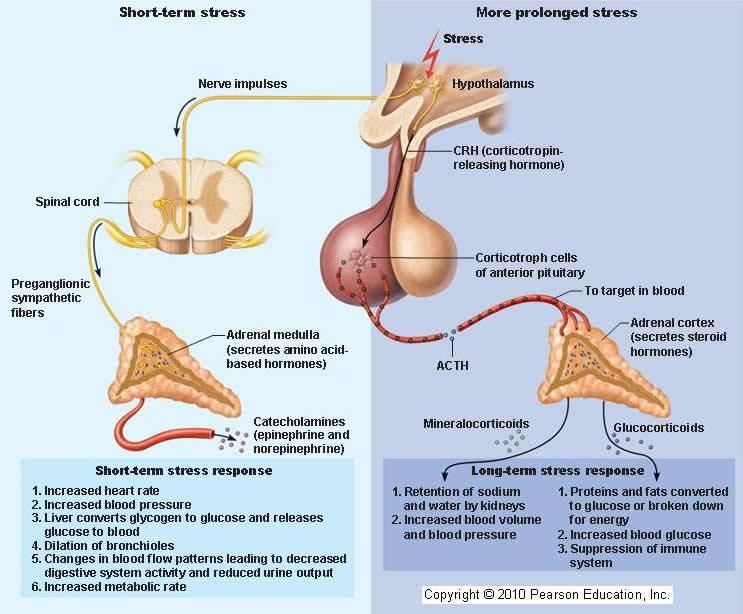 Short-term stress
More prolonged stress
Stress
Nerve impulses
Hypothalamus
CRH (corticotropin-
releasing hormone)
Spinal cord
Corticotroph cells
of anterior pituitary
Preganglionic
sympathetic
fibers
To target in blood
Adrenal medulla
(secretes amino acid-
based hormones)
Adrenal cortex
(secretes steroid
hormones)
ACTH
Catecholamines
(epinephrine and
norepinephrine)
Mineralocorticoids
Glucocorticoids
Short-term stress response
1. Increased heart rate
2. Increased blood pressure
3. Liver converts glycogen to glucose and releases
glucose to blood
4. Dilation of bronchioles
5. Changes in blood flow patterns leading to decreased
digestive system activity and reduced urine output
6. Increased metabolic rate
Long-term stress response
1. Retention of sodium
and water by kidneys
2. Increased blood volume
and blood pressure
1. Proteins and fats converted
to glucose or broken down
for energy
2. Increased blood glucose
3. Suppression of immune
system
Copyright © 2010 Pearson Education, Inc.